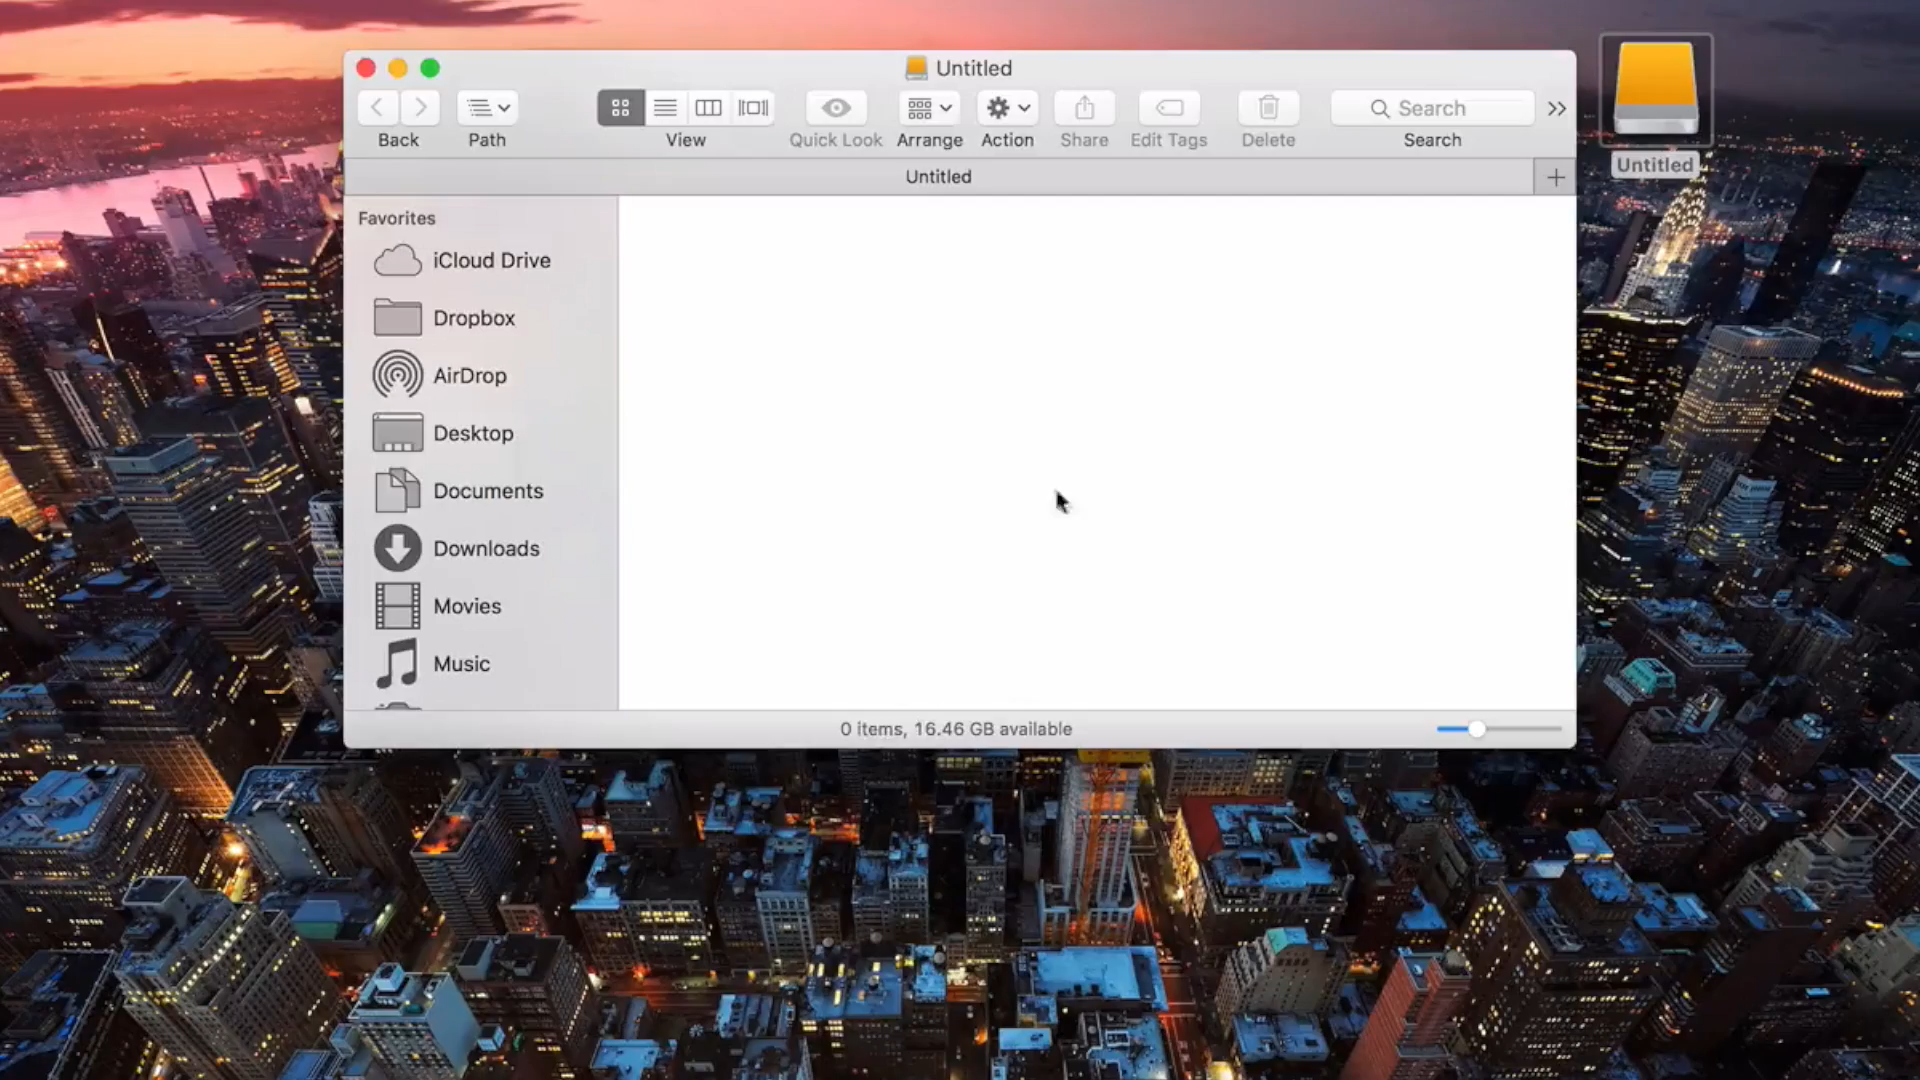 Untitled
Search
Back
Path
View
Quick Look
Arrange
Action
Share
Edit Tags
Delete
Search
Untitled
Untitled
Favorites
iCloud Drive
Dropbox
AirDrop
Desktop
Documents
Downloads
Movies
Music
0 items, 16.46 GB available